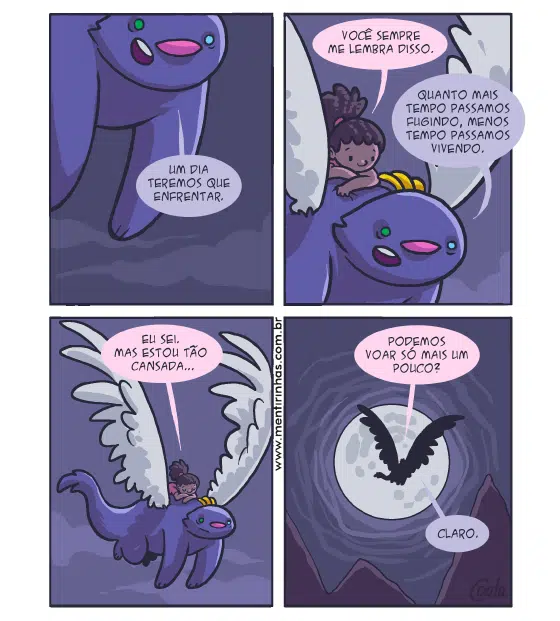 UM DIA
TEREMOS QUE
ENFRENTAR.
VOCÊ SEMPRE
ME LEMBRA DISSO.
QUANTO MAIS
TEMPO PASSAMOS
FUGINDO, MENOS
TEMPO PASSAMOS
VIVENDO.
EU SEI.
MAS ESTOU TÃO
CANSADA...
www.mentirinhas.com.br
PODEMOS
VOAR SÓ MAIS UM
POUCO?
CLARO.